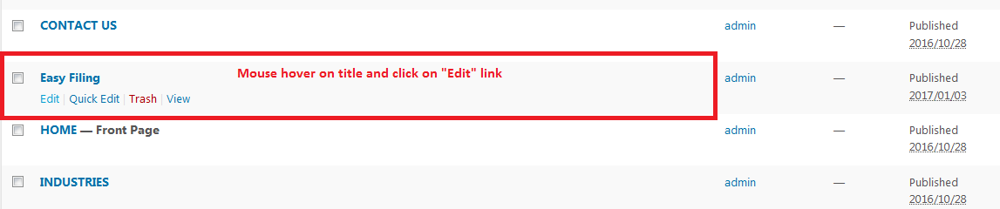 CONTACT US admin — Published
2016/10/28
Easy Filing Mouse hover on title and click on "Edit" link admin — Published
Edit | Quick Edit | Trash | View 2017/01/03
HOME — Front Page admin — Published
2016/10/28
INDUSTRIES admin — Published
2016/10/28